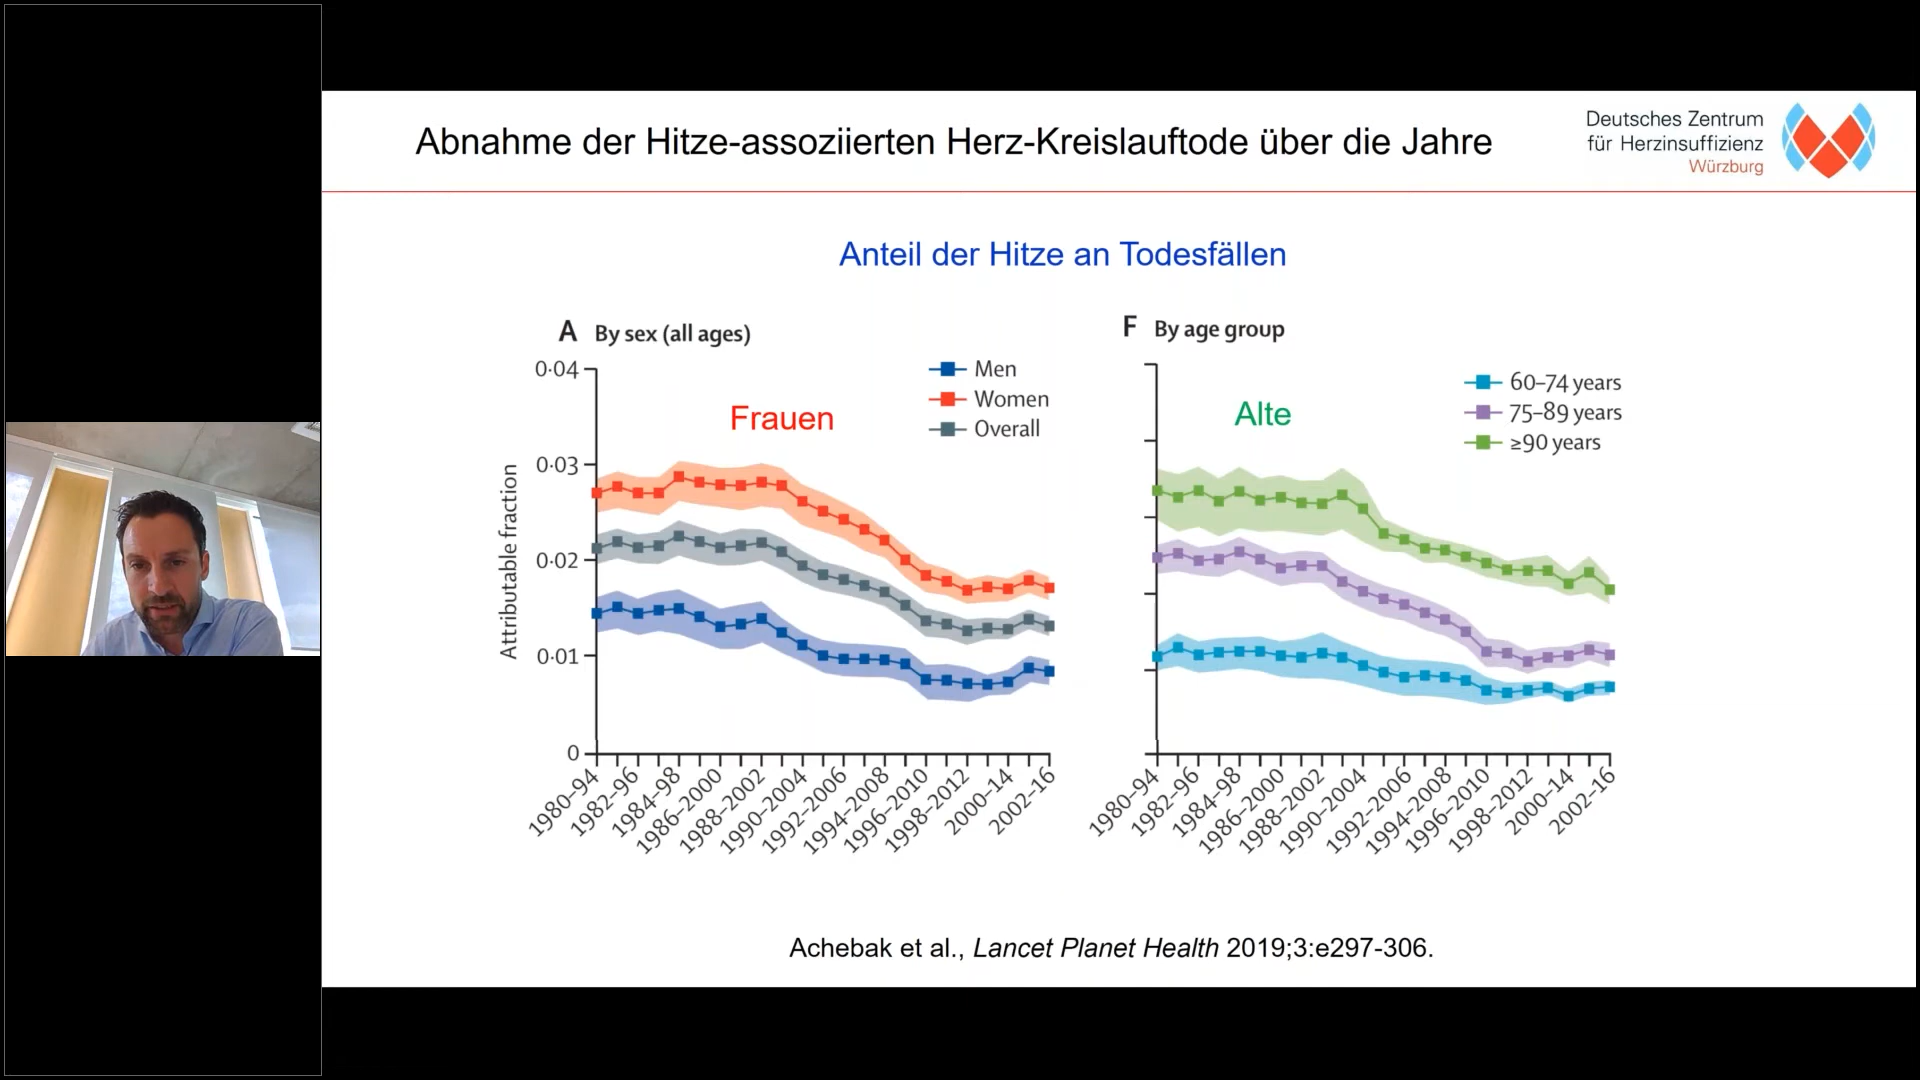 Abnahme der Hitze-assoziierten Herz-Kreislauftode über die Jahre
Deutsches Zentrum
für Herzinsuffizienz
Würzburg
Anteil der Hitze an Todesfällen
A By sex (all ages)
Men
Women
Overall
Frauen
Attributable fraction
0·04
0·03
0·02
0·01
0
1980–94
1982–96
1984–98
1986–2000
1988–2002
1990–2004
1992–2006
1994–2008
1996–2010
1998–2012
2000–14
2002–16
F By age group
60–74 years
75–89 years
≥90 years
Alte
1980–94
1982–96
1984–98
1986–2000
1988–2002
1990–2004
1992–2006
1994–2008
1996–2010
1998–2012
2000–14
2002–16
Achebak et al., Lancet Planet Health 2019;3:e297-306.